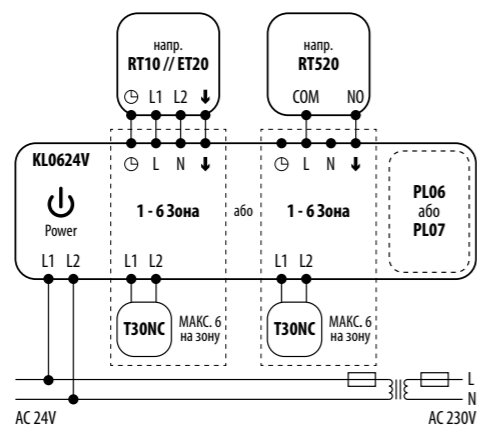 напр.
RT10 // ET20
L1 L2
напр.
RT520
COM NO
KL0624V
L N
L N
1 - 6 Зона
або
1 - 6 Зона
PL06
або
PL07
Power
L1 L2
L1 L2
L1 L2
T30NC
МАКС. 6
на зону
T30NC
МАКС. 6
на зону
L
N
AC 24V
AC 230V